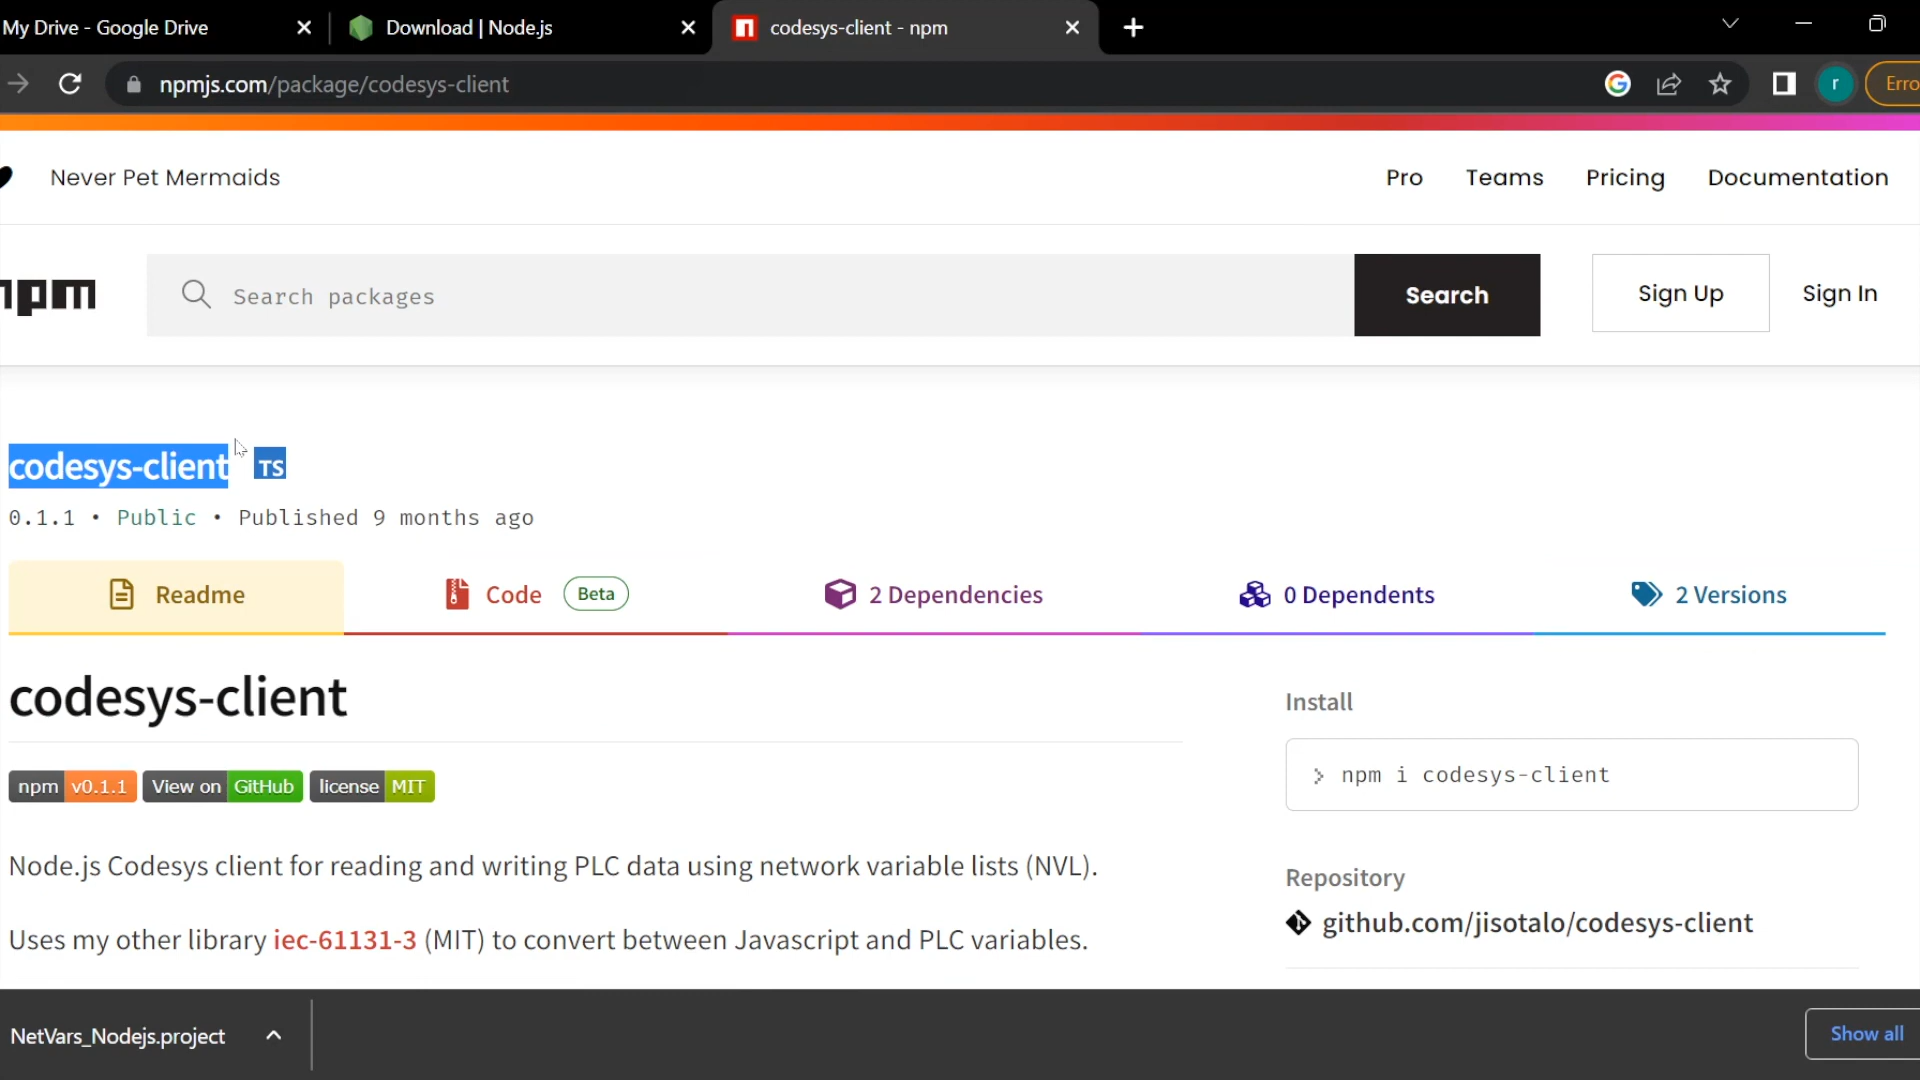 My Drive - Google Drive
Download | Node.js
codesys-client - npm
npmjs.com/package/codesys-client
r
Erro
Never Pet Mermaids
Pro Teams Pricing Documentation
npm
Search packages
Search
Sign Up
Sign In
codesys-client TS
0.1.1 • Public • Published 9 months ago
Readme
Code Beta
2 Dependencies
0 Dependents
2 Versions
codesys-client
Install
npm v0.1.1 View on GitHub license MIT
> npm i codesys-client
Node.js Codesys client for reading and writing PLC data using network variable lists (NVL).
Repository
github.com/jisotalo/codesys-client
Uses my other library iec-61131-3 (MIT) to convert between Javascript and PLC variables.
NetVars_Nodejs.project
Show all